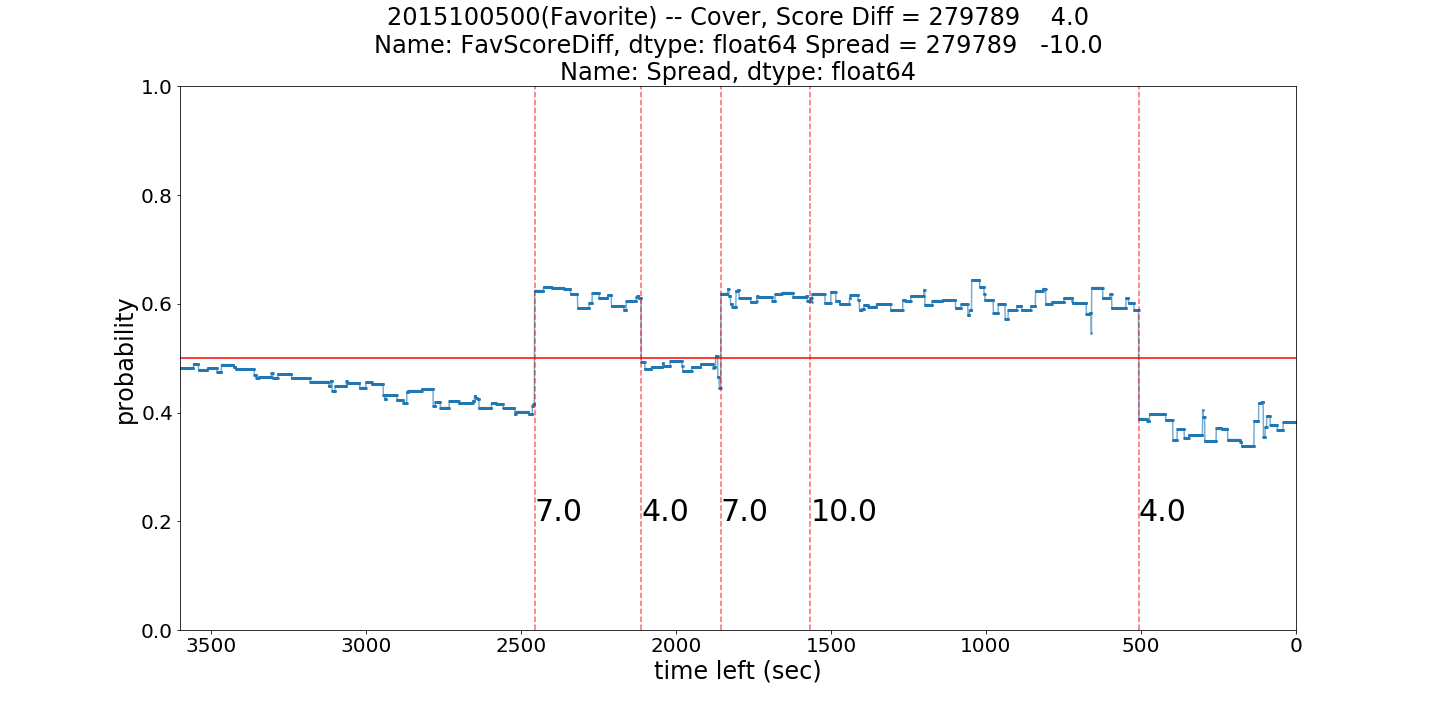 2015100500(Favorite) -- Cover, Score Diff = 279789    4.0
Name: FavScoreDiff, dtype: float64 Spread = 279789   -10.0
Name: Spread, dtype: float64
1.0
0.8
0.6
0.4
0.2
0.0
probability
7.0 4.0 7.0 10.0 4.0
3500 3000 2500 2000 1500 1000 500 0
time left (sec)